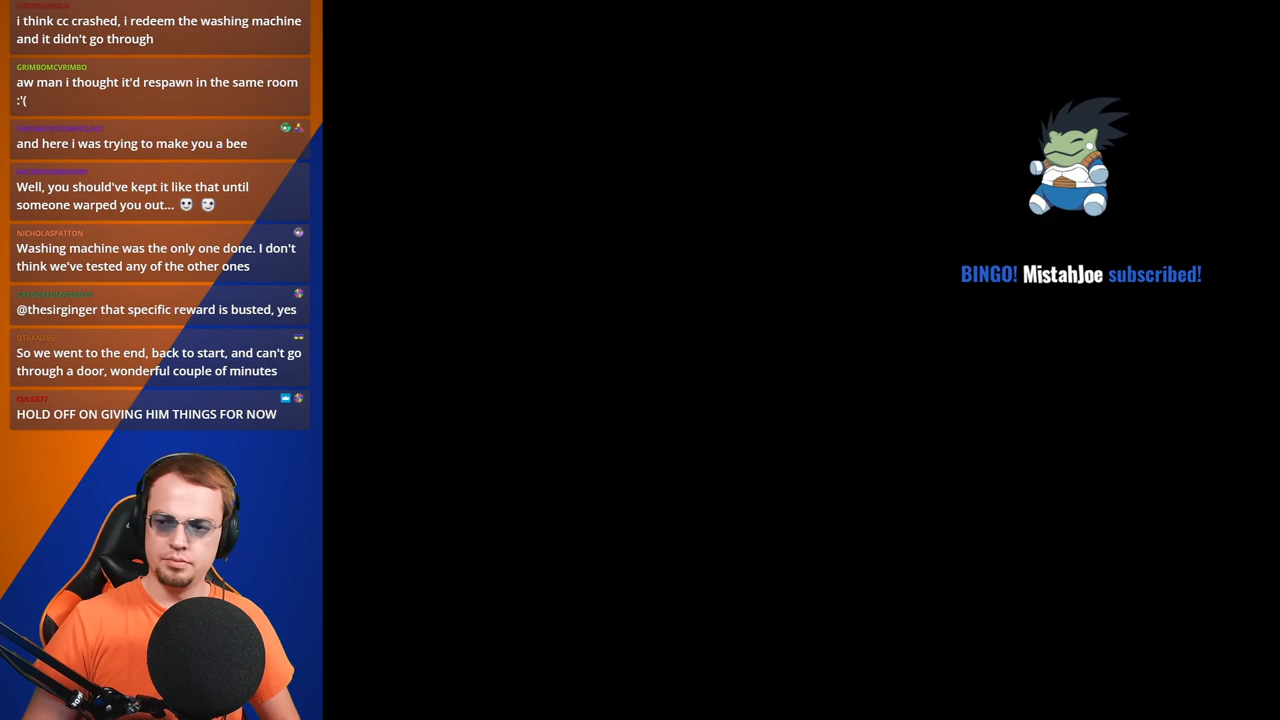 i think cc crashed, i redeem the washing machine
and it didn't go through
GRIMBOMCVRIMBO
aw man i thought it'd respawn in the same room
:'(
and here i was trying to make you a bee
Well, you should've kept it like that until
someone warped you out...
NICHOLASPATTON
Washing machine was the only one done. I don't
think we've tested any of the other ones
@thesirginger that specific reward is busted, yes
DTRAN365
So we went to the end, back to start, and can't go
through a door, wonderful couple of minutes
CULEX77
HOLD OFF ON GIVING HIM THINGS FOR NOW
BINGO! MistahJoe subscribed!